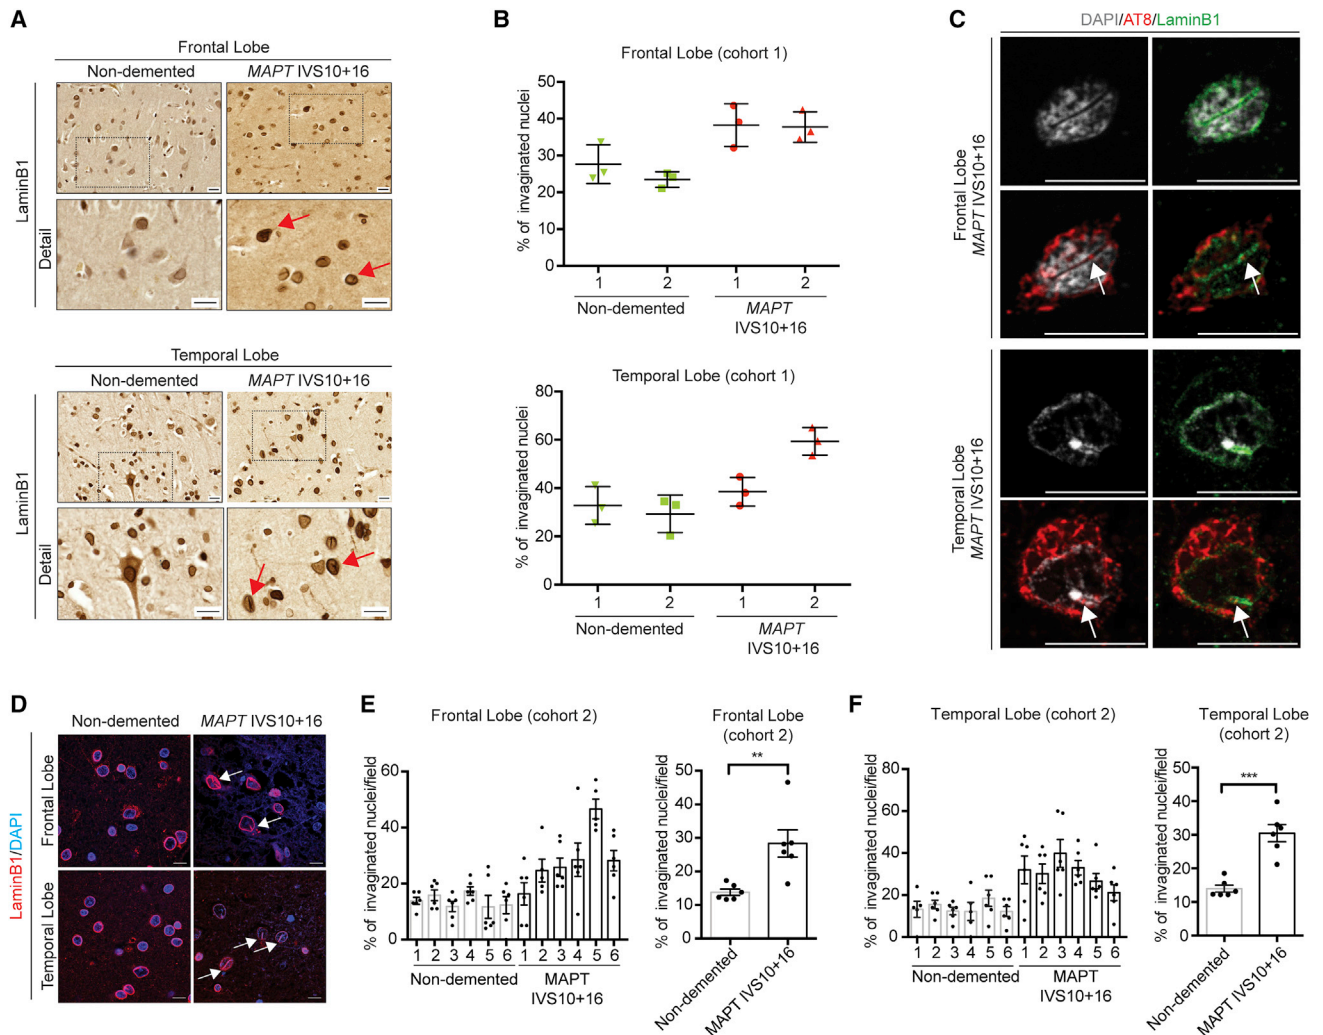 A
Frontal Lobe
Non-demented
MAPT IVS10+16
LaminB1
Detail
Temporal Lobe
Non-demented
MAPT IVS10+16
LaminB1
Detail
B
Frontal Lobe (cohort 1)
% of invaginated nuclei
50
40
30
20
10
0
1 2 1 2
Non-demented
MAPT
IVS10+16
Temporal Lobe (cohort 1)
% of invaginated nuclei
80
60
40
20
0
1 2 1 2
Non-demented
MAPT
IVS10+16
C
DAPI/AT8/LaminB1
Frontal Lobe
MAPT IVS10+16
Temporal Lobe
MAPT IVS10+16
D
Non-demented
MAPT IVS10+16
LaminB1/DAPI
Frontal Lobe
Temporal Lobe
E
Frontal Lobe (cohort 2)
% of invaginated nuclei/field
60
40
20
0
1 2 3 4 5 6 1 2 3 4 5 6
Non-demented
MAPT
IVS10+16
Frontal Lobe
(cohort 2)
% of invaginated nuclei/field
50
40
30
20
10
0
**
Non-demented
MAPT IVS10+16
F
Temporal Lobe (cohort 2)
% of invaginated nuclei/field
80
60
40
20
0
1 2 3 4 5 6 1 2 3 4 5 6
Non-demented
MAPT
IVS10+16
Temporal Lobe
(cohort 2)
% of invaginated nuclei/field
50
40
30
20
10
0
***
Non-demented
MAPT IVS10+16